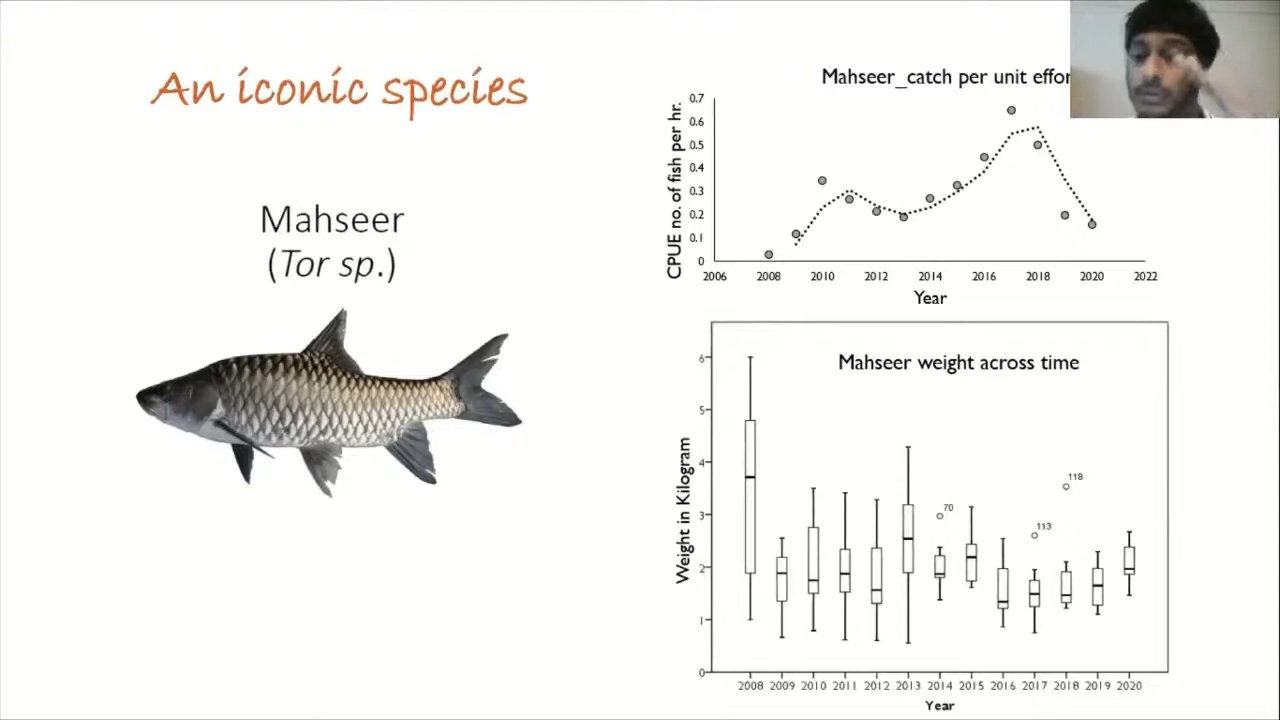 An iconic species
Mahseer
(Tor sp.)
Mahseer_catch per unit effor
CPUE no. of fish per hr.
0.7
0.6
0.5
0.4
0.3
0.2
0.1
0
2006 2008 2010 2012 2014 2016 2018 2020 2022
Year
Mahseer weight across time
Weight in Kilogram
6
5
4
3
2
1
0
70
113
118
2008 2009 2010 2011 2012 2013 2014 2015 2016 2017 2018 2019 2020
Year